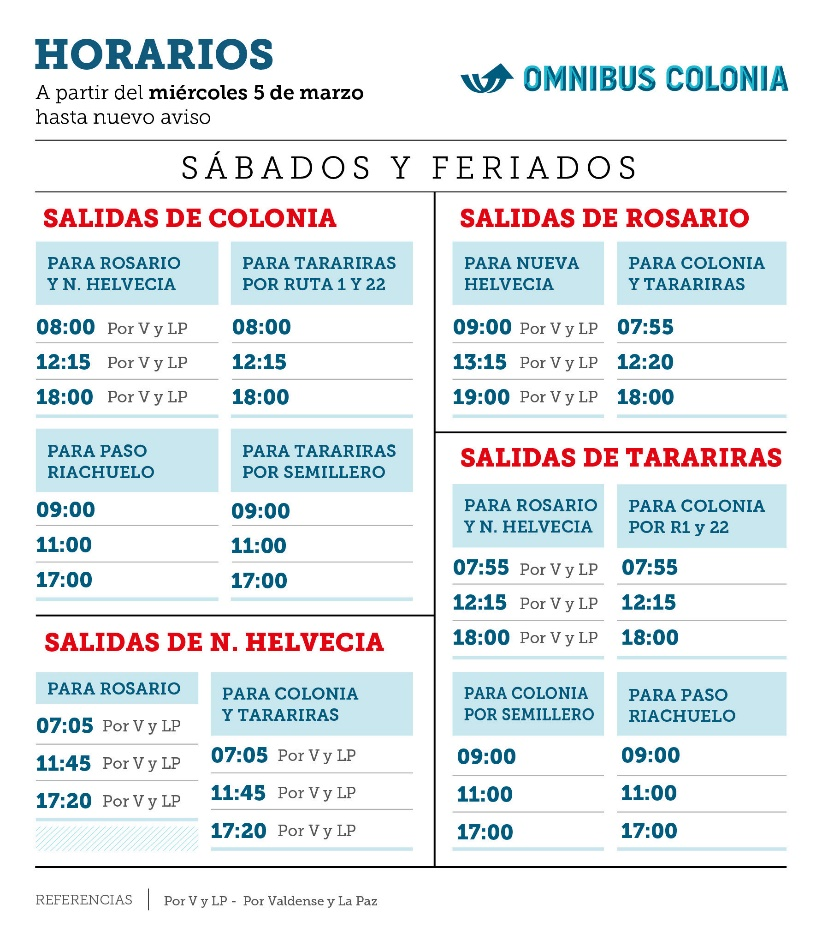 HORARIOS
A partir del miércoles 5 de marzo
hasta nuevo aviso
OMNIBUS COLONIA
SÁBADOS Y FERIADOS
SALIDAS DE COLONIA
PARA ROSARIO
Y N. HELVECIA
08:00 Por V y LP
12:15 Por V y LP
18:00 Por V y LP
PARA TARARIRAS
POR RUTA 1 Y 22
08:00
12:15
18:00
PARA PASO
RIACHUELO
09:00
11:00
17:00
PARA TARARIRAS
POR SEMILLERO
09:00
11:00
17:00
SALIDAS DE N. HELVECIA
PARA ROSARIO
07:05 Por V y LP
11:45 Por V y LP
17:20 Por V y LP
PARA COLONIA
Y TARARIRAS
07:05 Por V y LP
11:45 Por V y LP
17:20 Por V y LP
SALIDAS DE ROSARIO
PARA NUEVA
HELVECIA
09:00 Por V y LP
13:15 Por V y LP
19:00 Por V y LP
PARA COLONIA
Y TARARIRAS
07:55
12:20
18:00
SALIDAS DE TARARIRAS
PARA ROSARIO
Y N. HELVECIA
07:55 Por V y LP
12:15 Por V y LP
18:00 Por V y LP
PARA COLONIA
POR R1 y 22
07:55
12:15
18:00
PARA COLONIA
POR SEMILLERO
09:00
11:00
17:00
PARA PASO
RIACHUELO
09:00
11:00
17:00
REFERENCIAS | Por V y LP - Por Valdense y La Paz